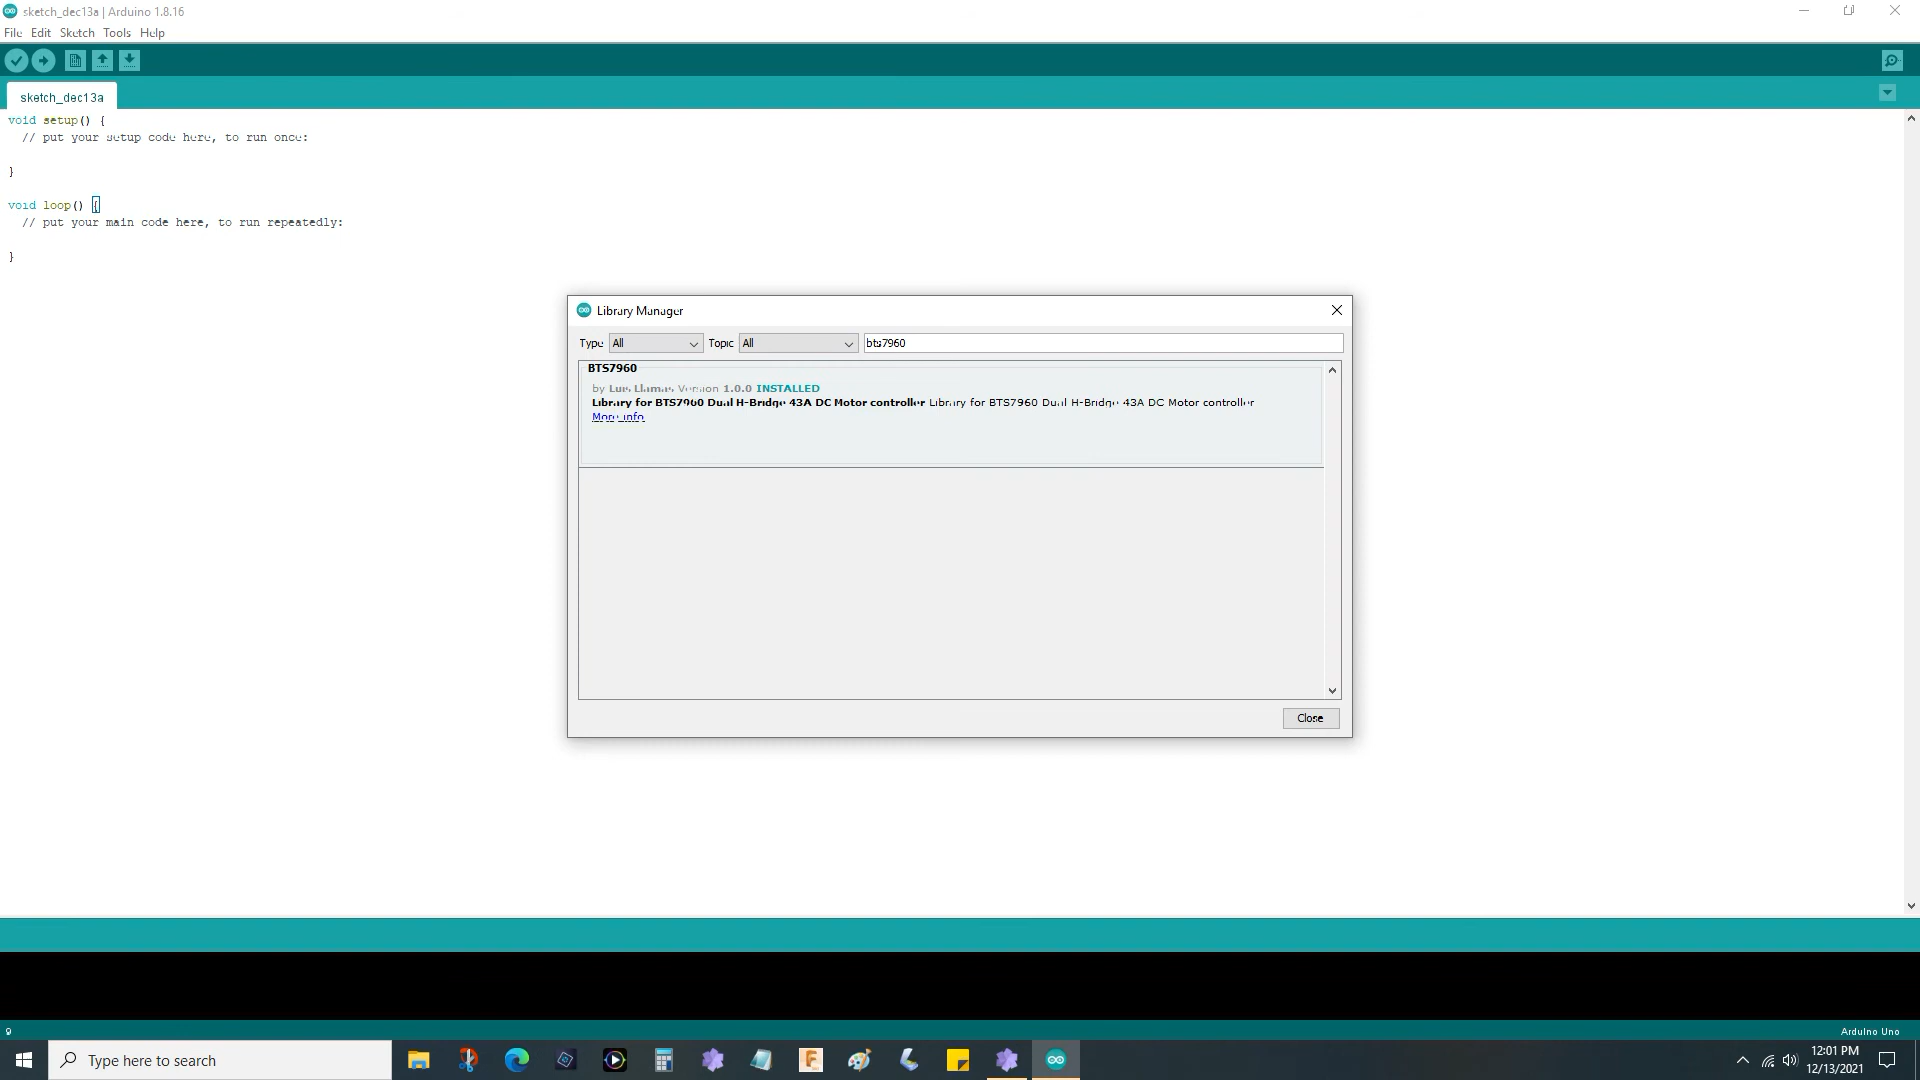 sketch_dec13a | Arduino 1.8.16
File Edit Sketch Tools Help
sketch_dec13a
void setup() {
// put your setup code here, to run once:
}
void loop() {
// put your main code here, to run repeatedly:
}
Library Manager
Type All Topic All bts7960
BTS7960
by Luis Llamas Version 1.0.0 INSTALLED
Library for BTS7960 Dual H-Bridge 43A DC Motor controller Library for BTS7960 Dual H-Bridge 43A DC Motor controller
More info
Close
9 Arduino Uno
Type here to search
12:01 PM
12/13/2021